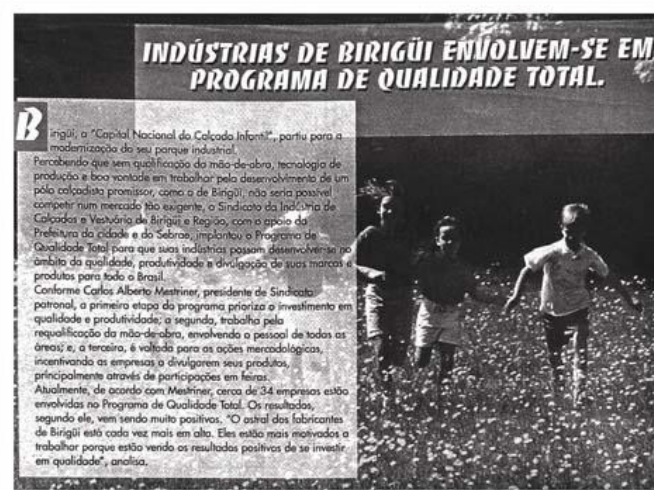 INDÚSTRIAS DE BIRIGÜI ENVOLVEM-SE EM
PROGRAMA DE QUALIDADE TOTAL.
Birigüi, a "Capital Nacional do Calçado Infantil", partiu para a
modernização do seu parque industrial.
Percebendo que sem qualificação da mão-de-obra, tecnologia de
produção e boa vontade em trabalhar pelo desenvolvimento de um
pólo calçadista promissor, como o de Birigüi, não seria possível
competir num mercado tão exigente, o Sindicato da Indústria de
Calçados e Vestuário de Birigüi e Região, com o apoio da
Prefeitura da cidade e do Sebrae, implantou o Programa de
Qualidade Total para que suas indústrias possam desenvolver-se no
âmbito da qualidade, produtividade e divulgação de suas marcas e
produtos para todo o Brasil.
Conforme Carlos Alberto Mestriner, presidente de Sindicato
patronal, a primeira etapa do programa prioriza o investimento em
qualidade e produtividade; a segunda, trabalha pela
requalificação da mão-de-obra, envolvendo o pessoal de todas as
áreas; e, a terceira, é voltada para as ações mercadológicas,
incentivando as empresas a divulgarem seus produtos,
principalmente através de participações em feiras.
Atualmente, de acordo com Mestriner, cerca de 34 empresas estão
envolvidas no Programa de Qualidade Total. Os resultados,
segundo ele, vem sendo muito positivos. "O astral dos fabricantes
de Birigüi está cada vez mais em alta. Eles estão mais motivados a
trabalhar porque estão vendo os resultados positivos de se investir
em qualidade", analisa.